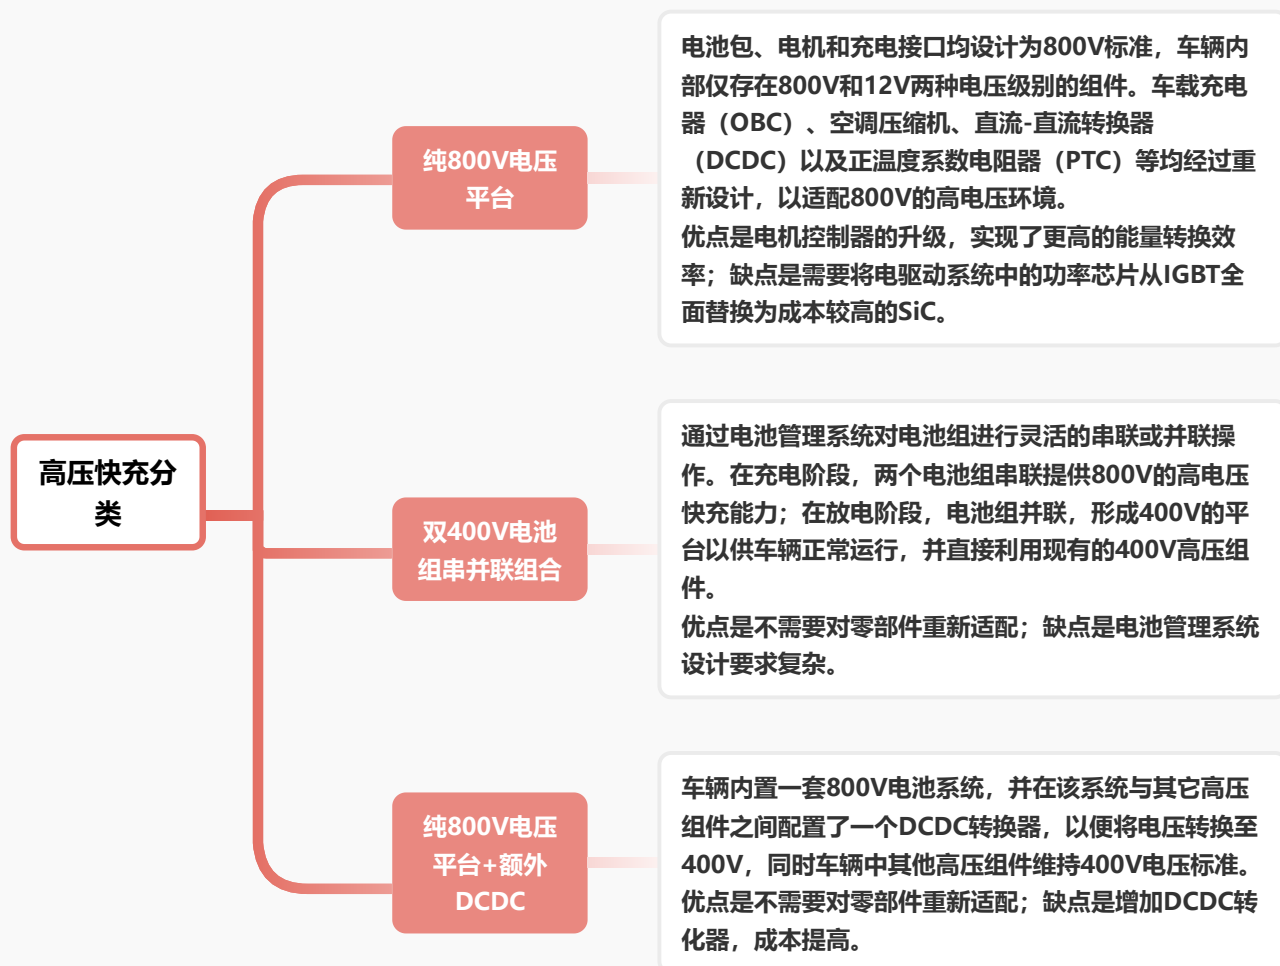 高压快充分
类
纯800V电压
平台
电池包、电机和充电接口均设计为800V标准，车辆内
部仅存在800V和12V两种电压级别的组件。车载充电
器（OBC）、空调压缩机、直流-直流转换器
（DCDC）以及正温度系数电阻器（PTC）等均经过重
新设计，以适配800V的高电压环境。
优点是电机控制器的升级，实现了更高的能量转换效
率；缺点是需要将电驱动系统中的功率芯片从IGBT全
面替换为成本较高的SiC。
双400V电池
组串并联组合
通过电池管理系统对电池组进行灵活的串联或并联操
作。在充电阶段，两个电池组串联提供800V的高电压
快充能力；在放电阶段，电池组并联，形成400V的平
台以供车辆正常运行，并直接利用现有的400V高压组
件。
优点是不需要对零部件重新适配；缺点是电池管理系统
设计要求复杂。
纯800V电压
平台+额外
DCDC
车辆内置一套800V电池系统，并在该系统与其它高压
组件之间配置了一个DCDC转换器，以便将电压转换至
400V，同时车辆中其他高压组件维持400V电压标准。
优点是不需要对零部件重新适配；缺点是增加DCDC转
化器，成本提高。